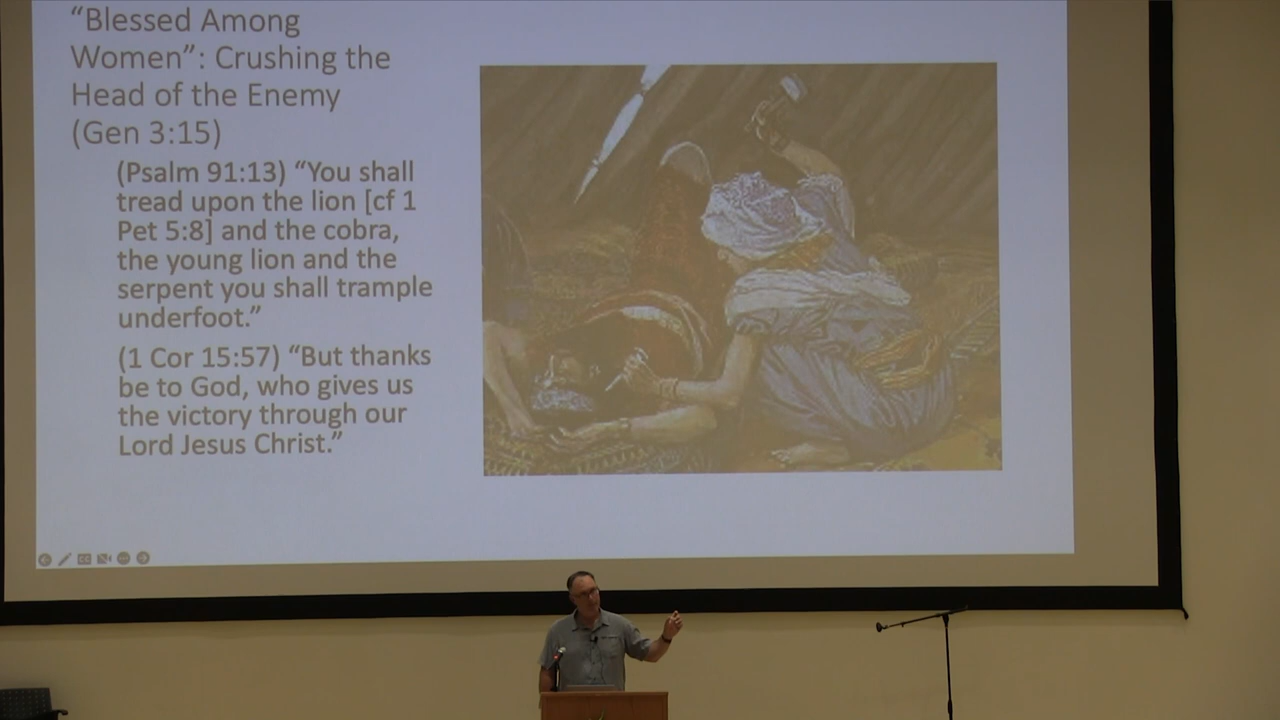 “Blessed Among
Women”: Crushing the
Head of the Enemy
(Gen 3:15)
(Psalm 91:13) “You shall
tread upon the lion [cf 1
Pet 5:8] and the cobra,
the young lion and the
serpent you shall trample
underfoot.”
(1 Cor 15:57) “But thanks
be to God, who gives us
the victory through our
Lord Jesus Christ.”